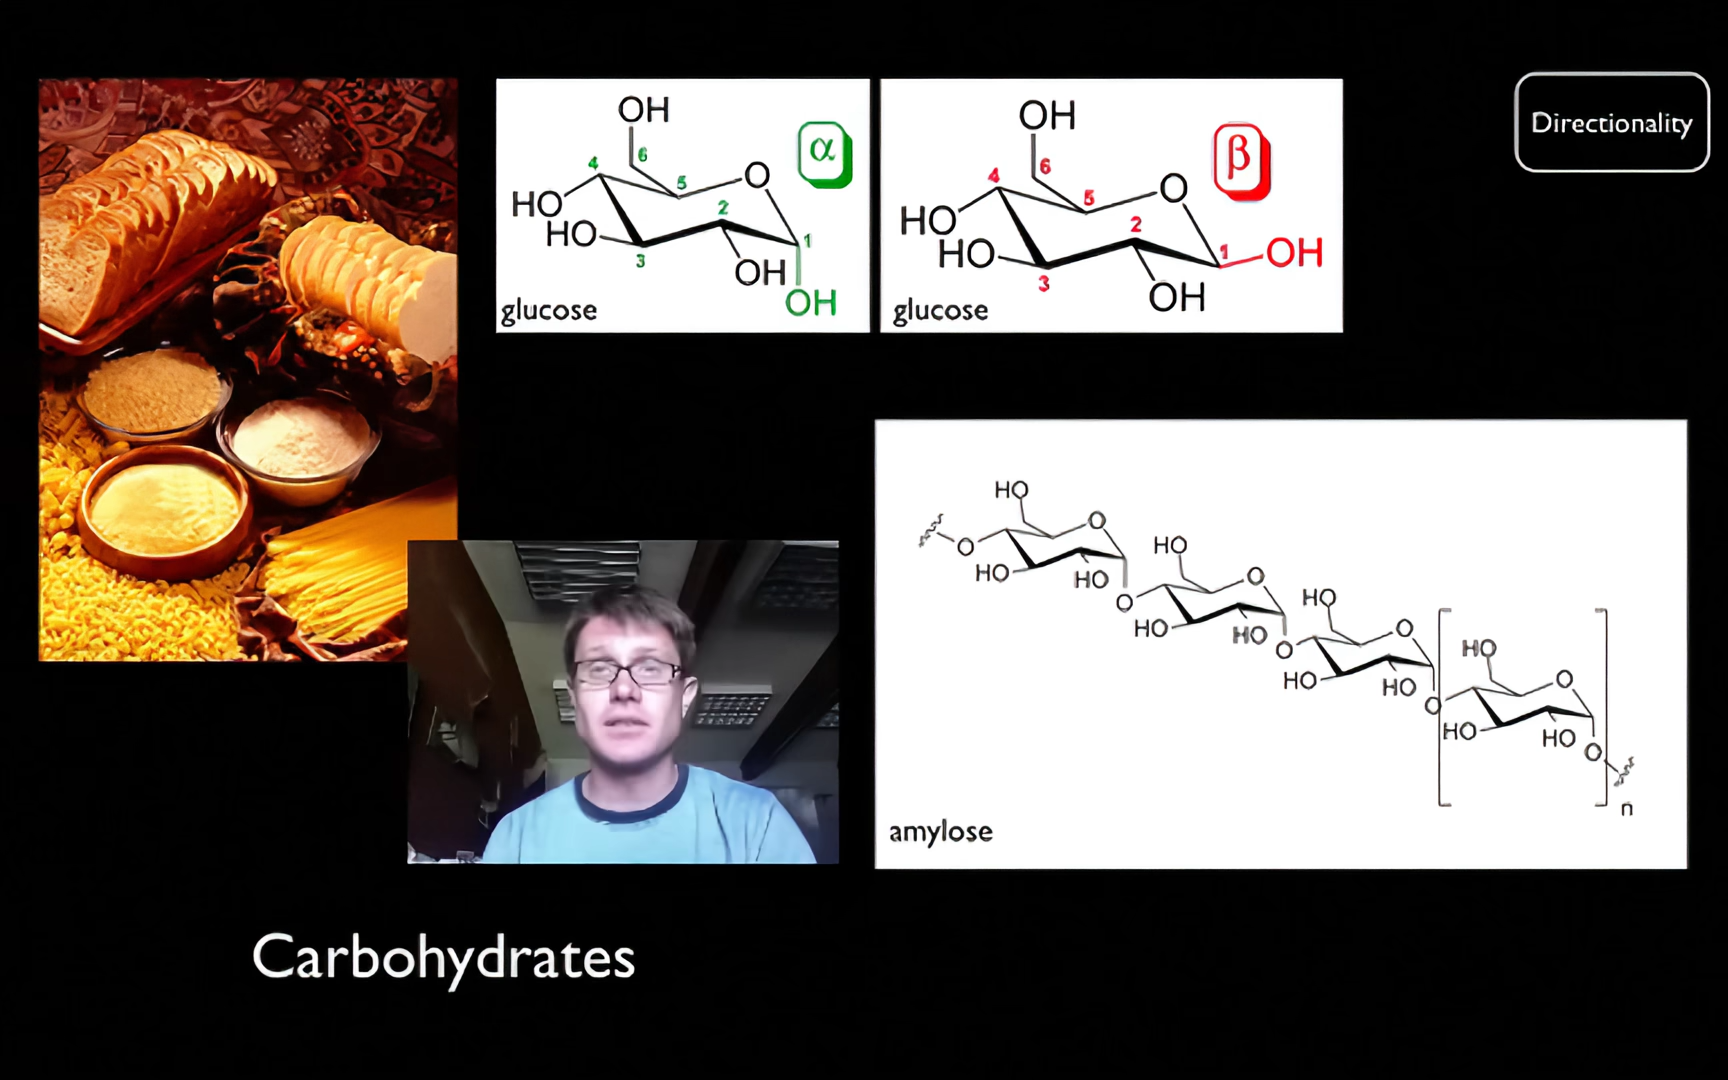 Directionality
OH
α
4
6
5
O
HO
2
HO
1
3
OH
OH
glucose
OH
β
6
4
5
O
HO
2
HO
1
OH
3
OH
glucose
HO
O
O
HO
HO
HO
O
O
HO
HO
HO
O
O
HO
HO
HO
O
O
HO
HO
O
n
amylose
Carbohydrates